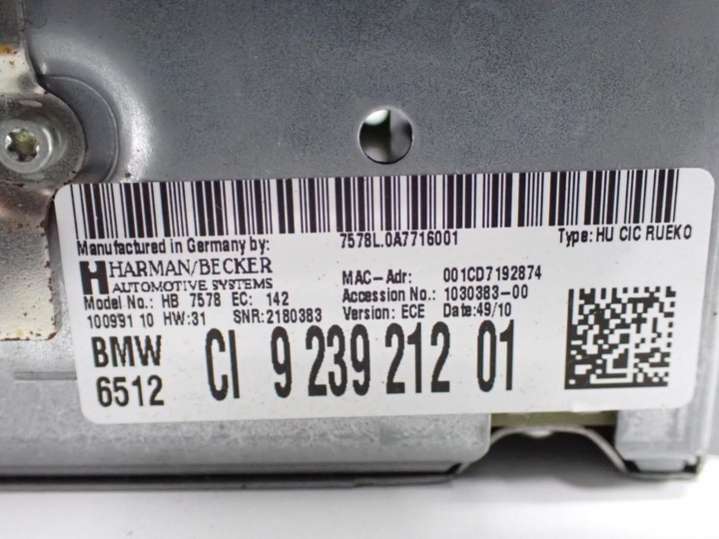 7578L.0A7716001
Type: HU CIC RUEKO
Manufactured in Germany by:
HARMAN/BECKER
AUTOMOTIVE SYSTEMS
MAC-Adr: 001CD7192874
Model No.: HB 7578 EC: 142
Accession No.: 1030383-00
100991 10 HW:31 SNR:2180383
Version: ECE Date:49/10
BMW
6512
CI 9 239 212 01